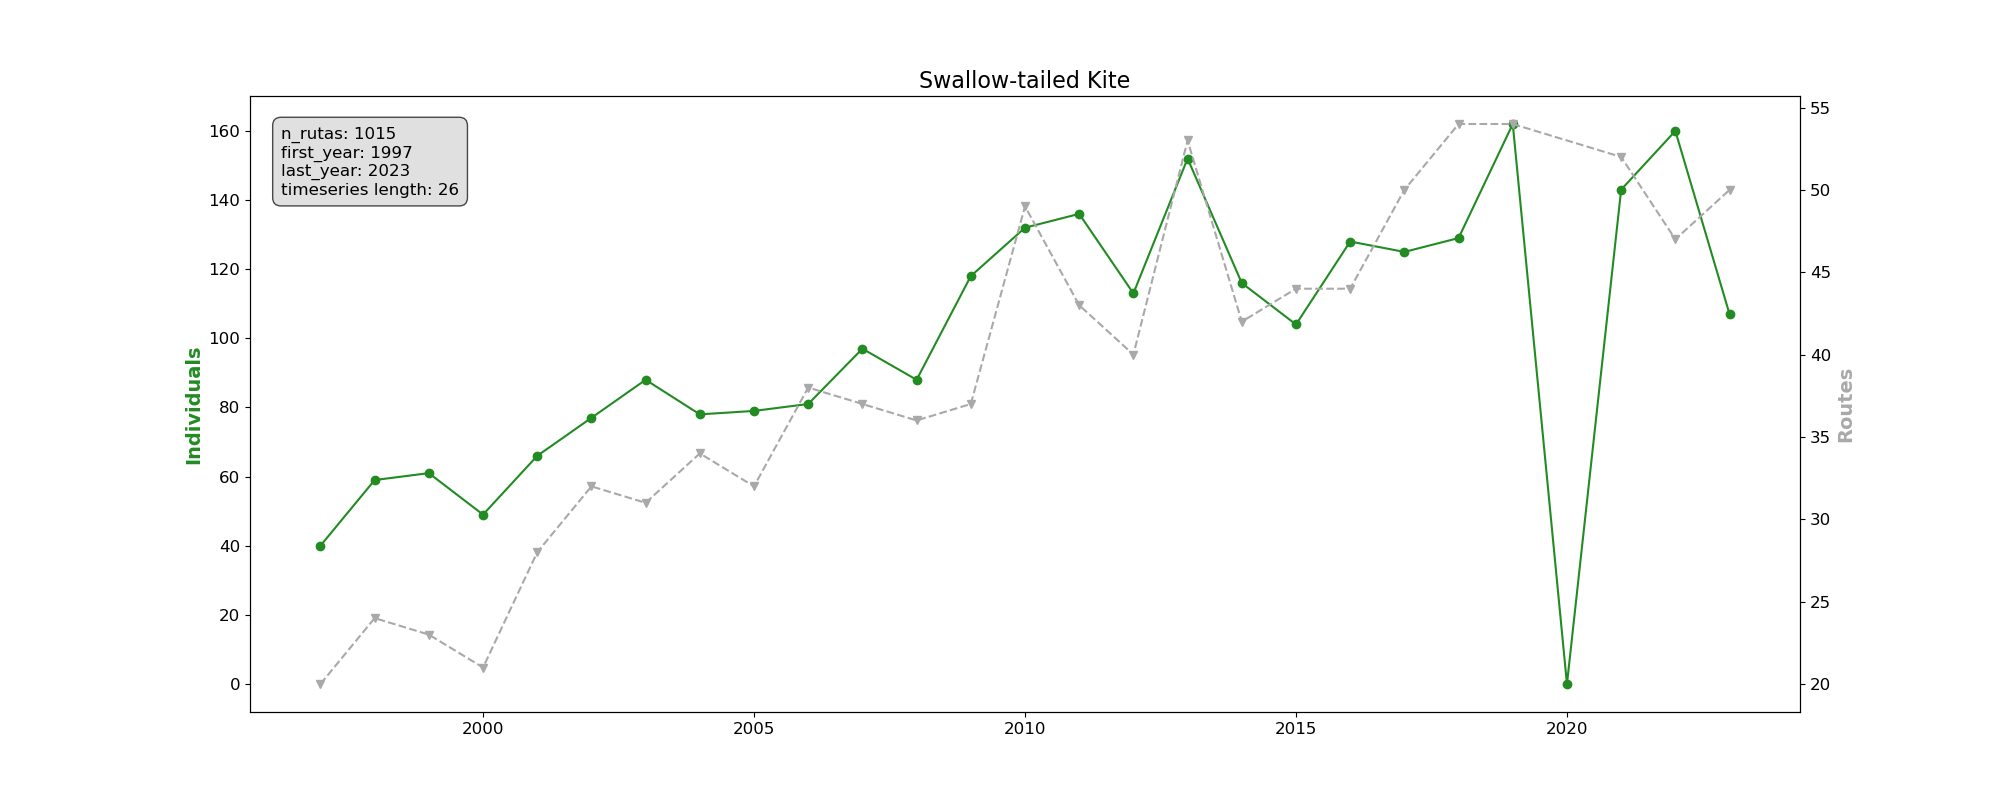 Swallow-tailed Kite
n_rutas: 1015
first_year: 1997
last_year: 2023
timeseries length: 26
Individuals
160
140
120
100
80
60
40
20
0
55
50
45
40
35
30
25
20
Routes
2000 2005 2010 2015 2020